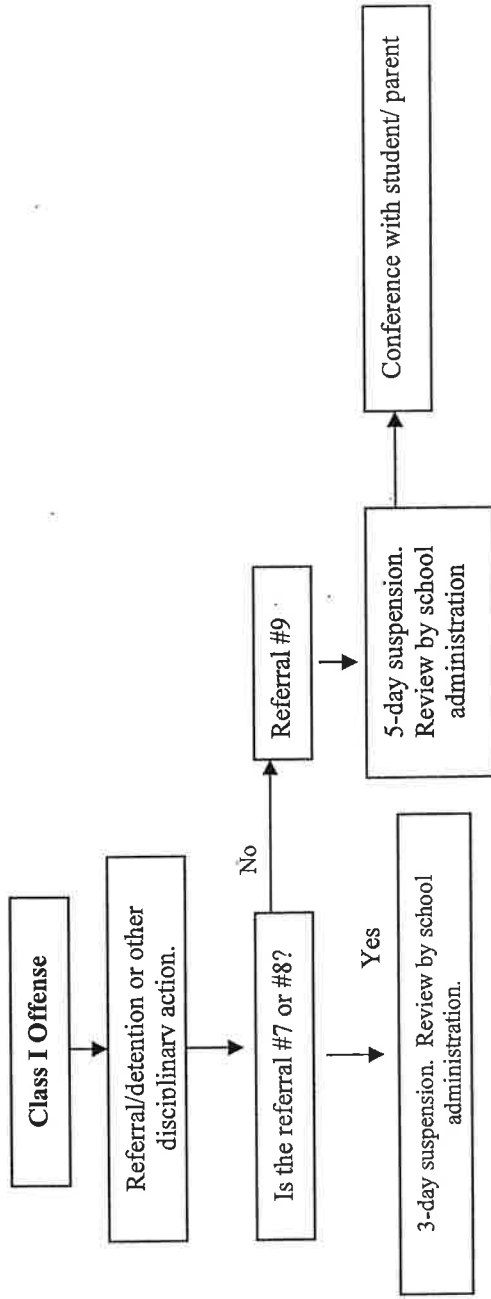 Class I Offense
Referral/detention or other
disciplinary action.
Is the referral #7 or #8?
No
Referral #9
Yes
3-day suspension. Review by school
administration.
5-day suspension.
Review by school
administration
Conference with student/ parent